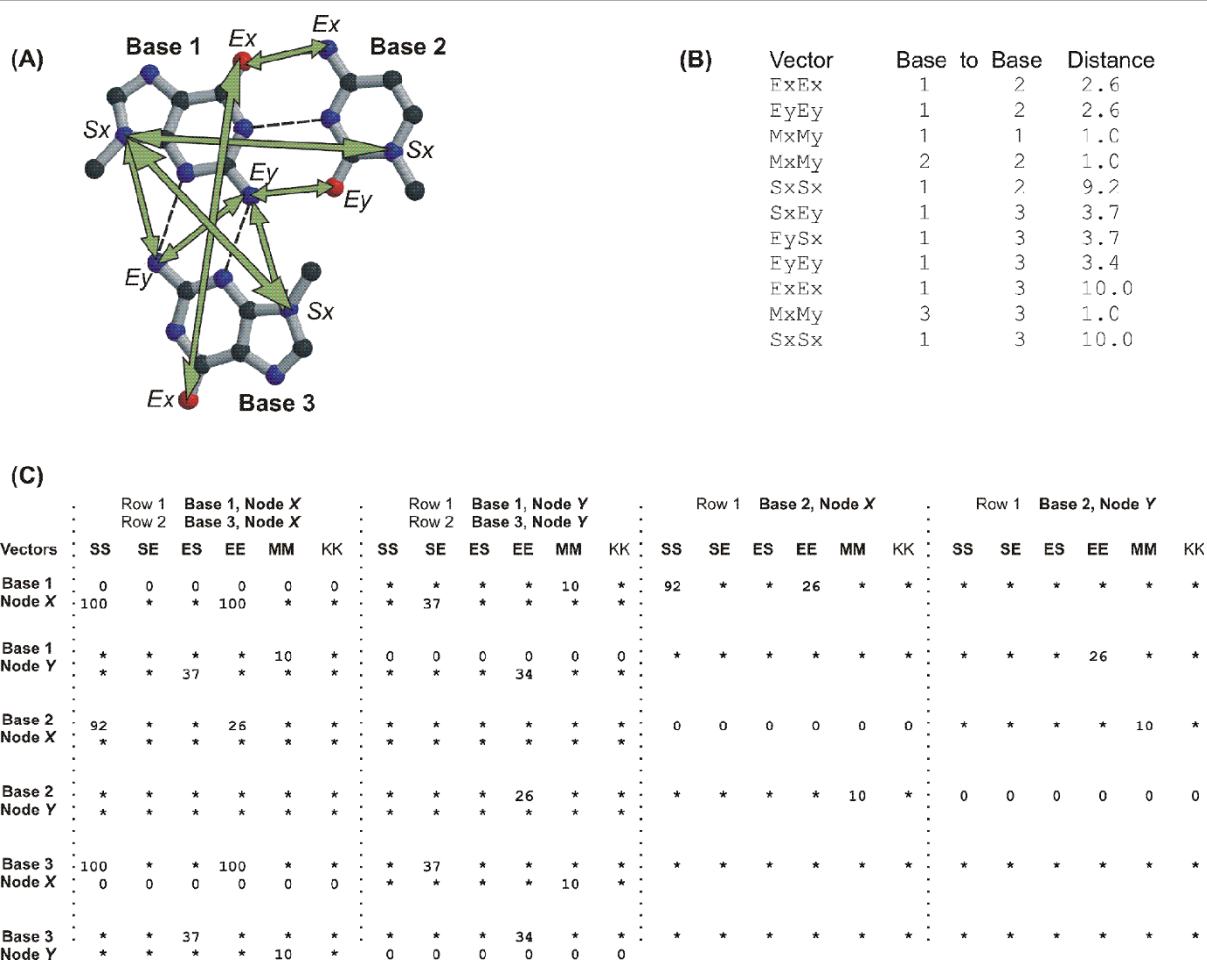 (A)
Base 1
Ex
Ex
Base 2
Sx
Sx
Ey
Ey
Ey
Sx
Ex
Base 3
(B)
Vector Base to Base Distance
ExEx 1 2 2.6
EyEy 1 2 2.6
MxMy 1 1 1.0
MxMy 2 2 1.0
SxSx 1 2 9.2
SxEy 1 3 3.7
EySx 1 3 3.7
EyEy 1 3 3.4
ExEx 1 3 10.0
MxMy 3 3 1.0
SxSx 1 3 10.0
(C)
Row 1 Base 1, Node X Row 1 Base 1, Node Y Row 1 Base 2, Node X Row 1 Base 2, Node Y
Row 2 Base 3, Node X Row 2 Base 3, Node Y
Vectors SS SE ES EE MM KK SS SE ES EE MM KK SS SE ES EE MM KK SS SE ES EE MM KK
Base 1 0 0 0 0 0 0 * * * * 10 * 92 * * 26 * * * * * * * *
Node X 100 * * 100 * * * 37 * * * *
Base 1 * * * * 10 * 0 0 0 0 0 0 * * * * * * * * * 26 * *
Node Y * * 37 * * * * * * 34 * *
Base 2 92 * * 26 * * * * * * * * 0 0 0 0 0 0 * * * * 10 *
Node X * * * * * * * * * * * *
Base 2 * * * * * * * * * 26 * * * * * * 10 * 0 0 0 0 0 0
Node Y * * * * * * * * * * * *
Base 3 100 * * 100 * * * 37 * * * * * * * * * * * * * * * *
Node X 0 0 0 0 0 0 * * * * 10 *
Base 3 * * 37 * * * * * * 34 * * * * * * * * * * * * * *
Node Y * * * * 10 * 0 0 0 0 0 0